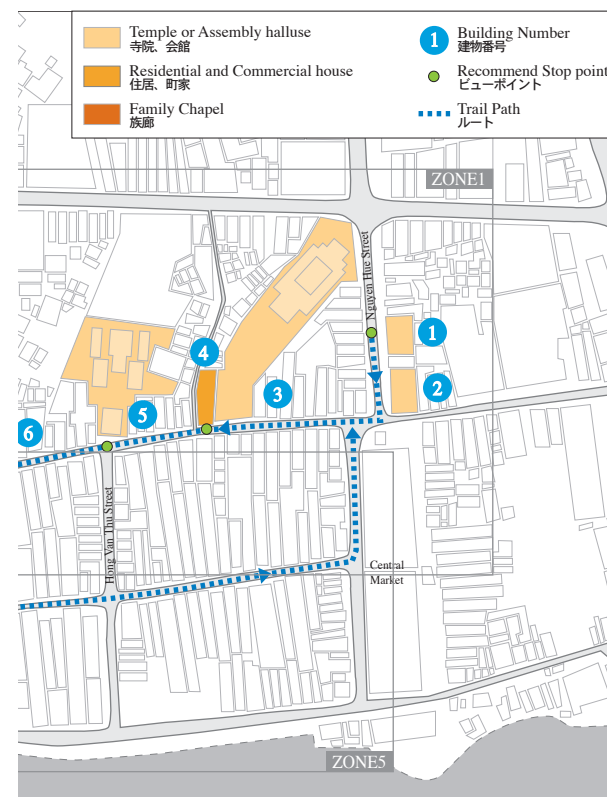 Temple or Assembly halluse
寺院、会館
Residential and Commercial house
住居、町家
Family Chapel
族廊
1 Building Number
建物番号
Recommend Stop point
ビューポイント
Trail Path
ルート
ZONE1
Nguyen Hue Street
1
4
2
3
5
6
Hong Van Thu Street
Central
Market
ZONE5